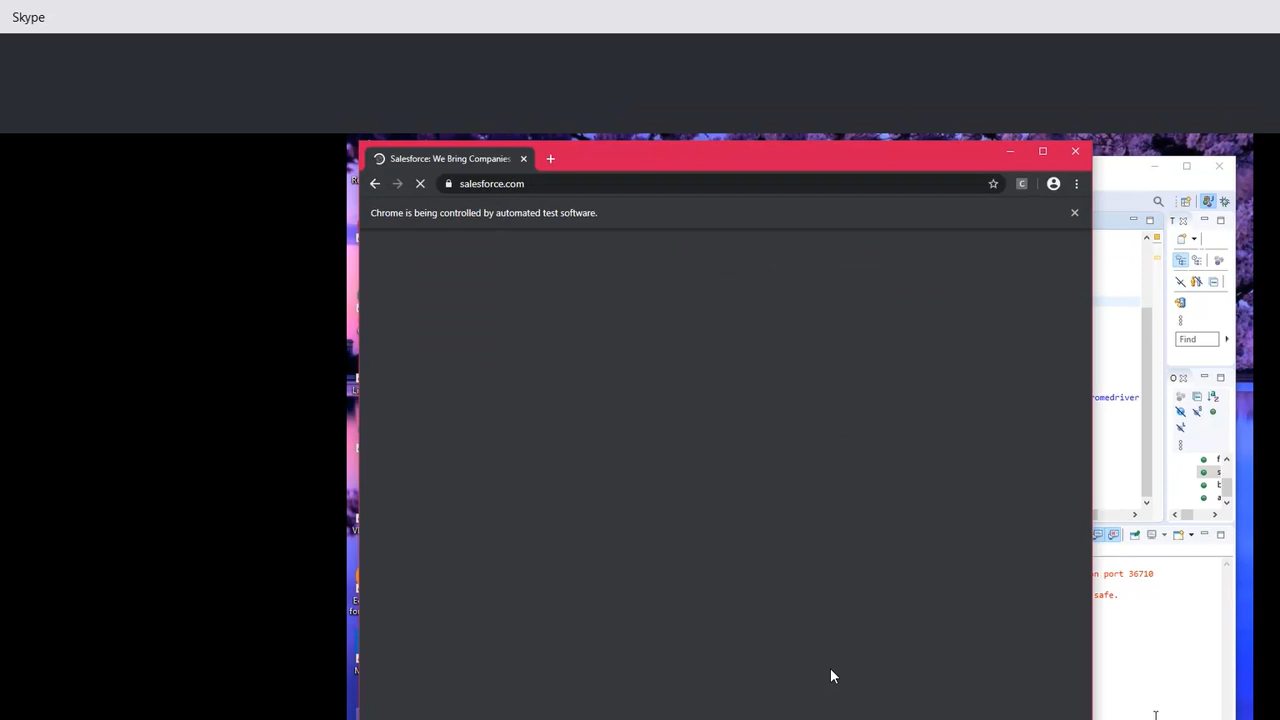 Skype
Salesforce: We Bring Companies
salesforce.com
Chrome is being controlled by automated test software.
Find
romedriver
on port 36710
safe.